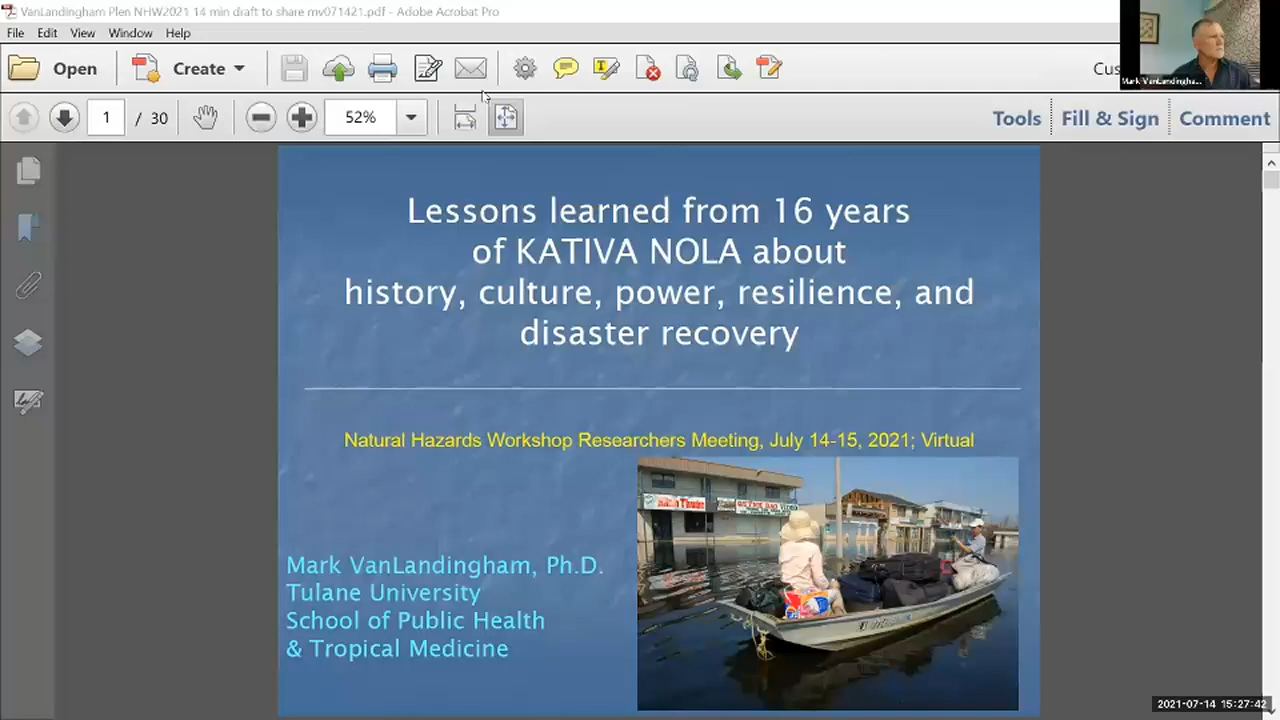 VanLandingham Plen NHW2021 14 min draft to share mv071421.pdf - Adobe Acrobat Pro
File Edit View Window Help
Open Create Cus
Mark VanLandingha...
1 / 30 52% Tools Fill & Sign Comment
Lessons learned from 16 years
of KATIVA NOLA about
history, culture, power, resilience, and
disaster recovery
Natural Hazards Workshop Researchers Meeting, July 14-15, 2021; Virtual
Mark VanLandingham, Ph.D.
Tulane University
School of Public Health
& Tropical Medicine
2021-07-14 15:27:42